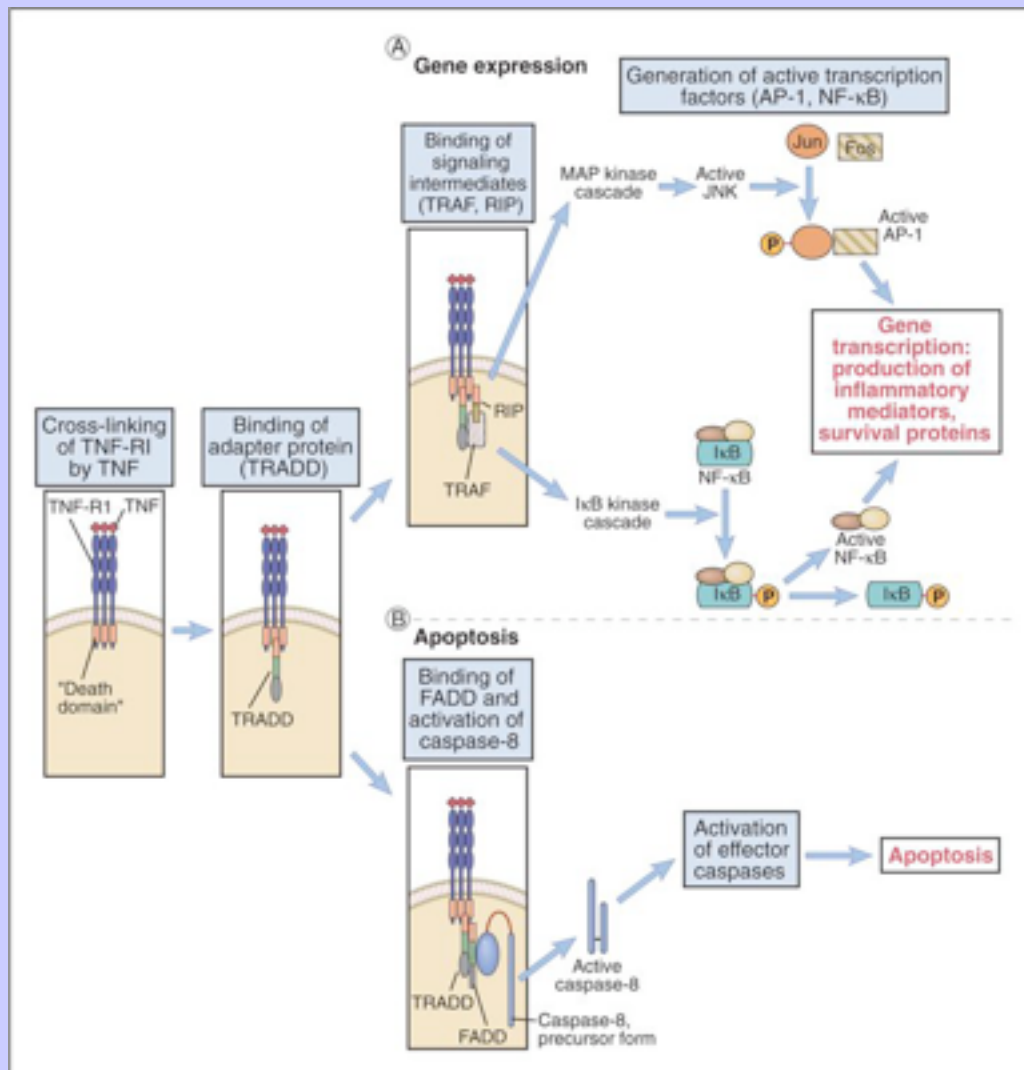 A
Gene expression
Generation of active transcription
factors (AP-1, NF-κB)
Binding of
signaling
intermediates
(TRAF, RIP)
MAP kinase
cascade
Active
JNK
Jun
Fos
P
Active
AP-1
Gene
transcription:
production of
inflammatory
mediators,
survival proteins
RIP
TRAF
Cross-linking
of TNF-RI
by TNF
Binding of
adapter protein
(TRADD)
TNF-R1
TNF
"Death
domain"
TRADD
IκB kinase
cascade
IκB
NF-κB
IκB
P
Active
NF-κB
IκB
P
B
Apoptosis
Binding of
FADD and
activation of
caspase-8
TRADD
FADD
Caspase-8,
precursor form
Active
caspase-8
Activation
of effector
caspases
Apoptosis